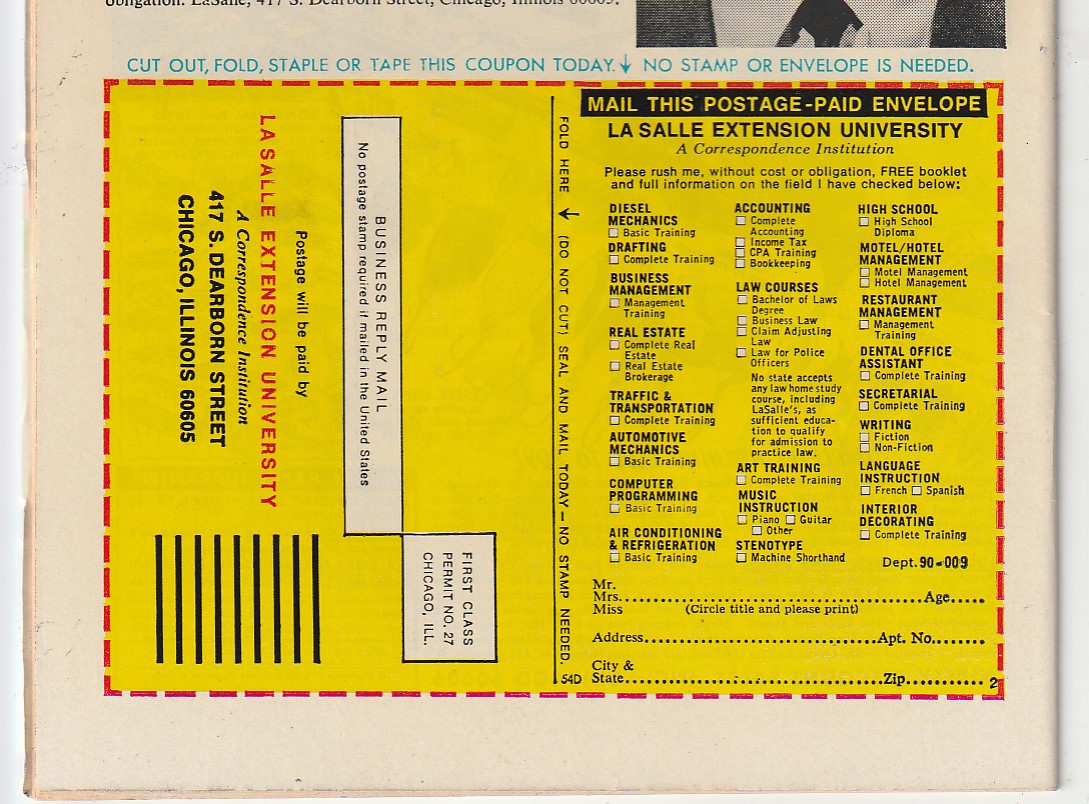 obligation. LaSalle, 417 S. Dearborn Street, Chicago, Illinois 60605.
CUT OUT, FOLD, STAPLE OR TAPE THIS COUPON TODAY. ↓ NO STAMP OR ENVELOPE IS NEEDED.
BUSINESS REPLY MAIL
No postage stamp required if mailed in the United States
FIRST CLASS
PERMIT NO. 27
CHICAGO, ILL.
Postage will be paid by
LA SALLE EXTENSION UNIVERSITY
A Correspondence Institution
417 S. DEARBORN STREET
CHICAGO, ILLINOIS 60605
FOLD HERE ↓ (DO NOT CUT) SEAL AND MAIL TODAY — NO STAMP NEEDED.
54D
MAIL THIS POSTAGE-PAID ENVELOPE
LA SALLE EXTENSION UNIVERSITY
A Correspondence Institution
Please rush me, without cost or obligation, FREE booklet
and full information on the field I have checked below:
DIESEL
MECHANICS
☐ Basic Training
DRAFTING
☐ Complete Training
BUSINESS
MANAGEMENT
☐ Management
Training
REAL ESTATE
☐ Complete Real
Estate
☐ Real Estate
Brokerage
TRAFFIC &
TRANSPORTATION
☐ Complete Training
AUTOMOTIVE
MECHANICS
☐ Basic Training
COMPUTER
PROGRAMMING
☐ Basic Training
AIR CONDITIONING
& REFRIGERATION
☐ Basic Training
ACCOUNTING
☐ Complete
Accounting
☐ Income Tax
☐ CPA Training
☐ Bookkeeping
LAW COURSES
☐ Bachelor of Laws
Degree
☐ Business Law
☐ Claim Adjusting
Law
☐ Law for Police
Officers
No state accepts
any law home study
course, including
LaSalle's, as
sufficient educa-
tion to qualify
for admission to
practice law.
ART TRAINING
☐ Complete Training
MUSIC
INSTRUCTION
☐ Piano ☐ Guitar
☐ Other
STENOTYPE
☐ Machine Shorthand
HIGH SCHOOL
☐ High School
Diploma
MOTEL/HOTEL
MANAGEMENT
☐ Motel Management
☐ Hotel Management
RESTAURANT
MANAGEMENT
☐ Management
Training
DENTAL OFFICE
ASSISTANT
☐ Complete Training
SECRETARIAL
☐ Complete Training
WRITING
☐ Fiction
☐ Non-Fiction
LANGUAGE
INSTRUCTION
☐ French ☐ Spanish
INTERIOR
DECORATING
☐ Complete Training
Dept. 90-009
Mr.
Mrs. Age
Miss (Circle title and please print)
Address Apt. No.
City &
State Zip 2